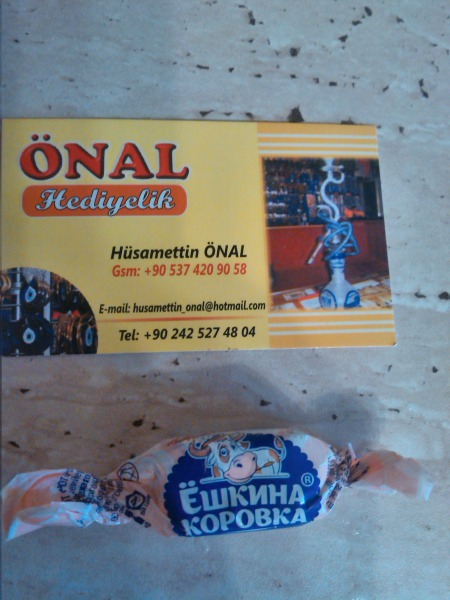 ÖNAL
Hediyelik
Hüsamettin ÖNAL
Gsm: +90 537 420 90 58
E-mail: husamettin_onal@hotmail.com
Tel: +90 242 527 48 04
ЁШКИНА ®
КОРОВКА